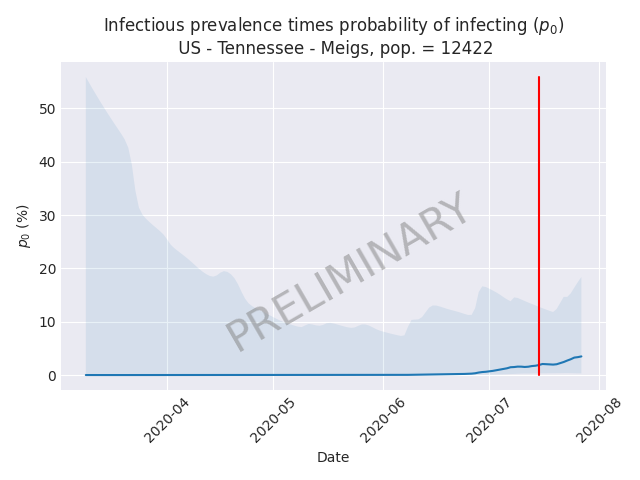 Infectious prevalence times probability of infecting (p₀)
US - Tennessee - Meigs, pop. = 12422
p₀ (%)
50
40
30
20
10
0
PRELIMINARY
2020-04
2020-05
2020-06
2020-07
2020-08
Date